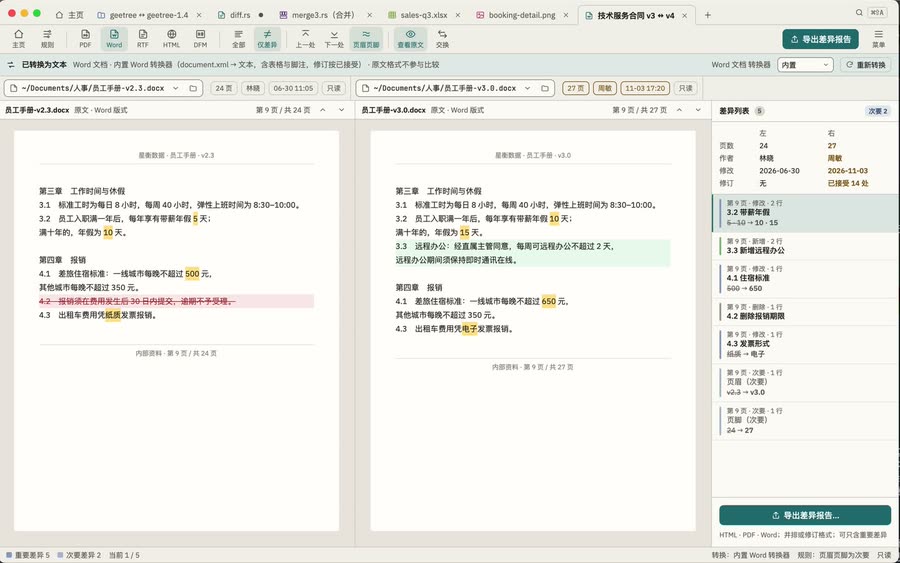 主页
geetree ↔ geetree-1.4
diff.rs
merge3.rs（合并）
sales-q3.xlsx
booking-detail.png
技术服务合同 v3 ↔ v4
主页 规则 PDF Word RTF HTML DFM 全部 仅差异 上一处 下一处 页眉页脚 查看原文 交换 导出差异报告 菜单
已转换为文本 Word 文档 · 内置 Word 转换器（document.xml → 文本，含表格与脚注，修订按已接受） · 原文格式不参与比较
Word 文档转换器 内置 重新转换
~/Documents/人事/员工手册-v2.3.docx 24 页 林晓 06-30 11:05 只读
~/Documents/人事/员工手册-v3.0.docx 27 页 周敏 11-03 17:20 只读
员工手册-v2.3.docx 原文 · Word 版式 第 9 页 / 共 24 页
星衡数据 · 员工手册 · v2.3
第三章 工作时间与休假
3.1 标准工时为每日 8 小时，每周 40 小时，弹性上班时间为 8:30–10:00。
3.2 员工入职满一年后，每年享有带薪年假 5 天；
满十年的，年假为 10 天。
第四章 报销
4.1 差旅住宿标准：一线城市每晚不超过 500 元，
其他城市每晚不超过 350 元。
4.2 报销须在费用发生后 30 日内提交，逾期不予受理。
4.3 出租车费用凭纸质发票报销。
内部资料 · 第 9 页 / 共 24 页
员工手册-v3.0.docx 原文 · Word 版式 第 9 页 / 共 27 页
星衡数据 · 员工手册 · v3.0
第三章 工作时间与休假
3.1 标准工时为每日 8 小时，每周 40 小时，弹性上班时间为 8:30–10:00。
3.2 员工入职满一年后，每年享有带薪年假 10 天；
满十年的，年假为 15 天。
3.3 远程办公：经直属主管同意，每周可远程办公不超过 2 天，
远程办公期间须保持即时通讯在线。
第四章 报销
4.1 差旅住宿标准：一线城市每晚不超过 650 元，
其他城市每晚不超过 350 元。
4.3 出租车费用凭电子发票报销。
内部资料 · 第 9 页 / 共 27 页
差异列表 5 次要 2
左 右
页数 24 27
作者 林晓 周敏
修改 2026-06-30 2026-11-03
修订 无 已接受 14 处
第 9 页 · 修改 · 2 行
3.2 带薪年假
5 · 10 → 10 · 15
第 9 页 · 新增 · 2 行
3.3 新增远程办公
第 9 页 · 修改 · 1 行
4.1 住宿标准
500 → 650
第 9 页 · 删除 · 1 行
4.2 删除报销期限
第 9 页 · 修改 · 1 行
4.3 发票形式
纸质 → 电子
第 9 页 · 次要 · 1 行
页眉（次要）
v2.3 → v3.0
第 9 页 · 次要 · 1 行
页脚（次要）
24 → 27
导出差异报告…
HTML · PDF · Word；并排或修订格式；可只含重要差异
重要差异 5 次要差异 2 当前 1 / 5
转换：内置 Word 转换器 规则：页眉页脚为次要 只读